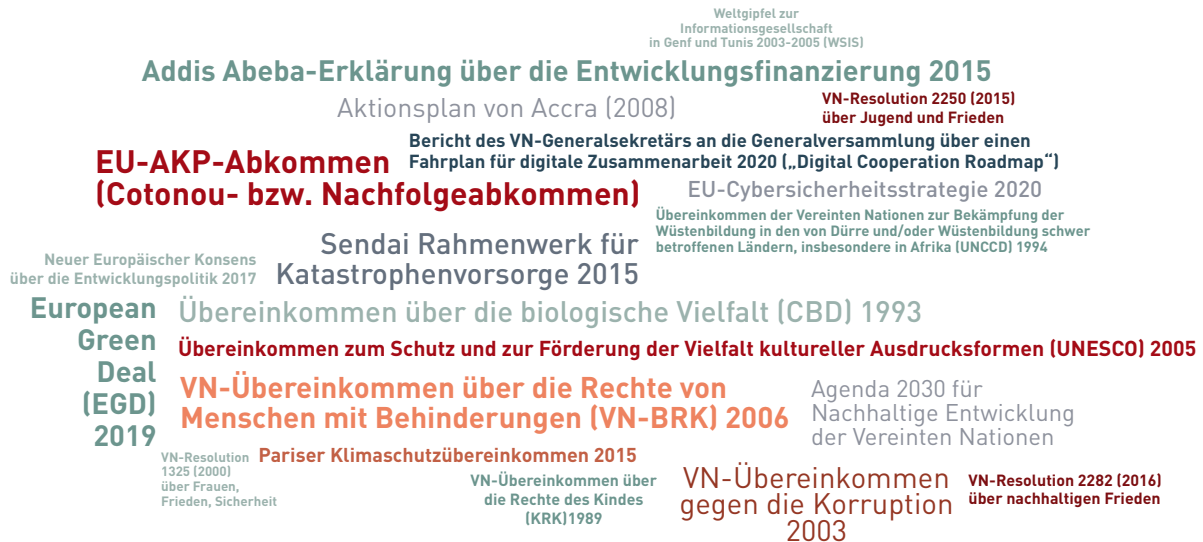 Weltgipfel zur
Informationsgesellschaft
in Genf und Tunis 2003-2005 (WSIS)
Addis Abeba-Erklärung über die Entwicklungsfinanzierung 2015
Aktionsplan von Accra (2008)
VN-Resolution 2250 (2015)
über Jugend und Frieden
Bericht des VN-Generalsekretärs an die Generalversammlung über einen
Fahrplan für digitale Zusammenarbeit 2020 („Digital Cooperation Roadmap“)
EU-AKP-Abkommen
(Cotonou- bzw. Nachfolgeabkommen)
EU-Cybersicherheitsstrategie 2020
Übereinkommen der Vereinten Nationen zur Bekämpfung der
Wüstenbildung in den von Dürre und/oder Wüstenbildung schwer
betroffenen Ländern, insbesondere in Afrika (UNCCD) 1994
Sendai Rahmenwerk für
Katastrophenvorsorge 2015
Neuer Europäischer Konsens
über die Entwicklungspolitik 2017
European
Green
Deal
(EGD)
2019
Übereinkommen über die biologische Vielfalt (CBD) 1993
Übereinkommen zum Schutz und zur Förderung der Vielfalt kultureller Ausdrucksformen (UNESCO) 2005
VN-Übereinkommen über die Rechte von
Menschen mit Behinderungen (VN-BRK) 2006
Agenda 2030 für
Nachhaltige Entwicklung
der Vereinten Nationen
VN-Resolution
1325 (2000)
über Frauen,
Frieden, Sicherheit
Pariser Klimaschutzübereinkommen 2015
VN-Übereinkommen über
die Rechte des Kindes
(KRK)1989
VN-Übereinkommen
gegen die Korruption
2003
VN-Resolution 2282 (2016)
über nachhaltigen Frieden